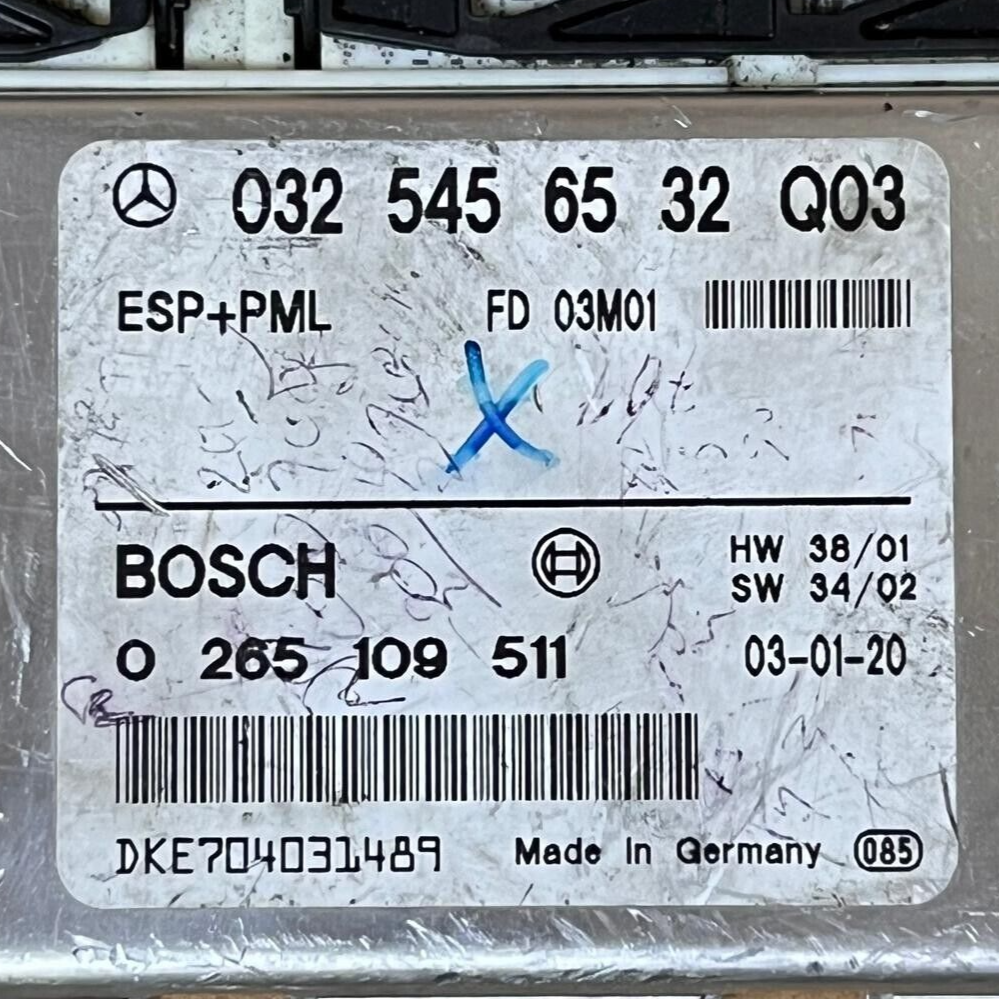 032 545 65 32 Q03
ESP+PML FD 03M01
X
BOSCH HW 38/01
SW 34/02
0 265 109 511 03-01-20
DKE704031489 Made in Germany 085